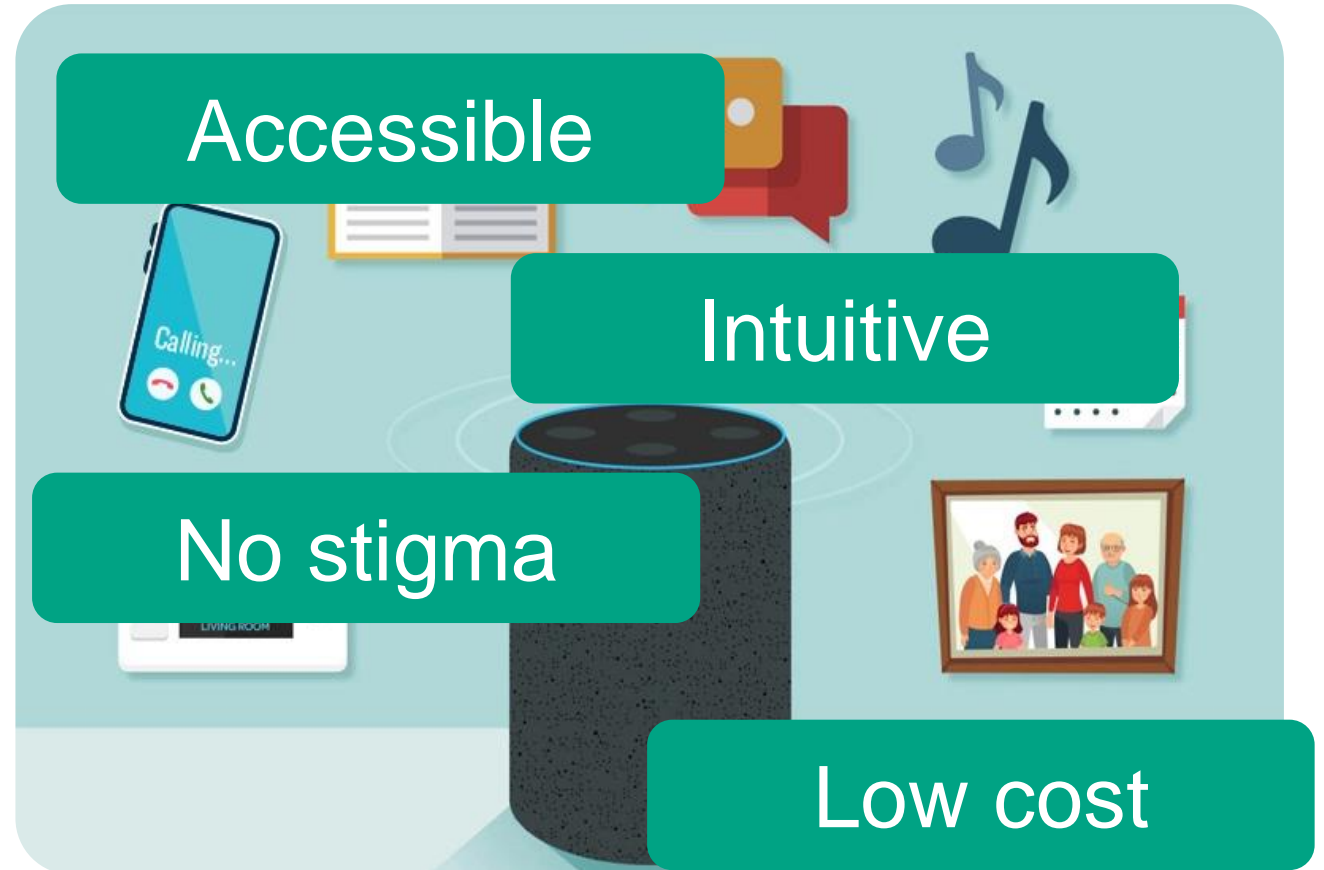 Accessible
Intuitive
Calling...
No stigma
LIVING ROOM
Low cost